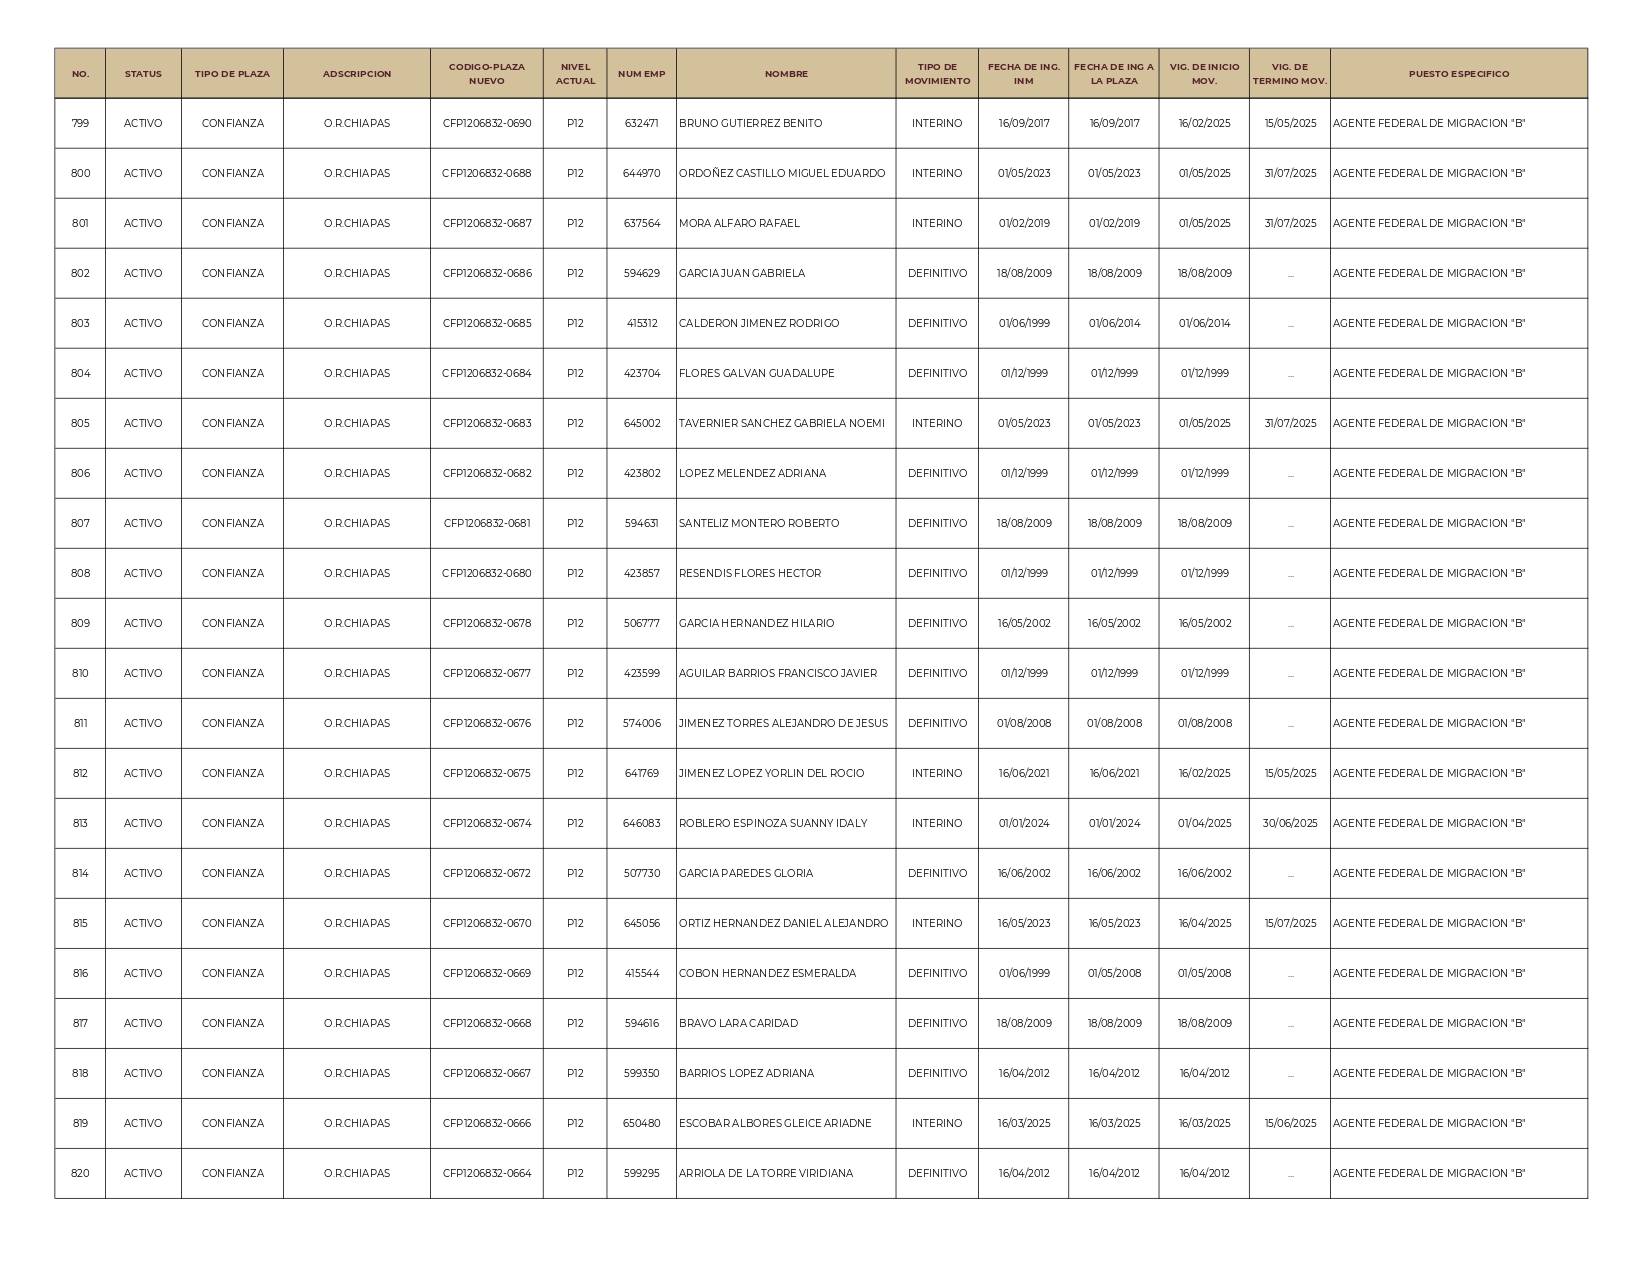 NO. STATUS TIPO DE PLAZA ADSCRIPCION CODIGO-PLAZA NUEVO NIVEL ACTUAL NUM EMP NOMBRE TIPO DE MOVIMIENTO FECHA DE ING. INM FECHA DE ING A LA PLAZA VIG. DE INICIO MOV. VIG. DE TERMINO MOV. PUESTO ESPECIFICO
799 ACTIVO CONFIANZA O.R.CHIAPAS CFP1206832-0690 P12 632471 BRUNO GUTIERREZ BENITO INTERINO 16/09/2017 16/09/2017 16/02/2025 15/05/2025 AGENTE FEDERAL DE MIGRACION "B"
800 ACTIVO CONFIANZA O.R.CHIAPAS CFP1206832-0688 P12 644970 ORDOÑEZ CASTILLO MIGUEL EDUARDO INTERINO 01/05/2023 01/05/2023 01/05/2025 31/07/2025 AGENTE FEDERAL DE MIGRACION "B"
801 ACTIVO CONFIANZA O.R.CHIAPAS CFP1206832-0687 P12 637564 MORA ALFARO RAFAEL INTERINO 01/02/2019 01/02/2019 01/05/2025 31/07/2025 AGENTE FEDERAL DE MIGRACION "B"
802 ACTIVO CONFIANZA O.R.CHIAPAS CFP1206832-0686 P12 594629 GARCIA JUAN GABRIELA DEFINITIVO 18/08/2009 18/08/2009 18/08/2009 ... AGENTE FEDERAL DE MIGRACION "B"
803 ACTIVO CONFIANZA O.R.CHIAPAS CFP1206832-0685 P12 415312 CALDERON JIMENEZ RODRIGO DEFINITIVO 01/06/1999 01/06/2014 01/06/2014 ... AGENTE FEDERAL DE MIGRACION "B"
804 ACTIVO CONFIANZA O.R.CHIAPAS CFP1206832-0684 P12 423704 FLORES GALVAN GUADALUPE DEFINITIVO 01/12/1999 01/12/1999 01/12/1999 ... AGENTE FEDERAL DE MIGRACION "B"
805 ACTIVO CONFIANZA O.R.CHIAPAS CFP1206832-0683 P12 645002 TAVERNIER SANCHEZ GABRIELA NOEMI INTERINO 01/05/2023 01/05/2023 01/05/2025 31/07/2025 AGENTE FEDERAL DE MIGRACION "B"
806 ACTIVO CONFIANZA O.R.CHIAPAS CFP1206832-0682 P12 423802 LOPEZ MELENDEZ ADRIANA DEFINITIVO 01/12/1999 01/12/1999 01/12/1999 ... AGENTE FEDERAL DE MIGRACION "B"
807 ACTIVO CONFIANZA O.R.CHIAPAS CFP1206832-0681 P12 594631 SANTELIZ MONTERO ROBERTO DEFINITIVO 18/08/2009 18/08/2009 18/08/2009 ... AGENTE FEDERAL DE MIGRACION "B"
808 ACTIVO CONFIANZA O.R.CHIAPAS CFP1206832-0680 P12 423857 RESENDIS FLORES HECTOR DEFINITIVO 01/12/1999 01/12/1999 01/12/1999 ... AGENTE FEDERAL DE MIGRACION "B"
809 ACTIVO CONFIANZA O.R.CHIAPAS CFP1206832-0678 P12 506777 GARCIA HERNANDEZ HILARIO DEFINITIVO 16/05/2002 16/05/2002 16/05/2002 ... AGENTE FEDERAL DE MIGRACION "B"
810 ACTIVO CONFIANZA O.R.CHIAPAS CFP1206832-0677 P12 423599 AGUILAR BARRIOS FRANCISCO JAVIER DEFINITIVO 01/12/1999 01/12/1999 01/12/1999 ... AGENTE FEDERAL DE MIGRACION "B"
811 ACTIVO CONFIANZA O.R.CHIAPAS CFP1206832-0676 P12 574006 JIMENEZ TORRES ALEJANDRO DE JESUS DEFINITIVO 01/08/2008 01/08/2008 01/08/2008 ... AGENTE FEDERAL DE MIGRACION "B"
812 ACTIVO CONFIANZA O.R.CHIAPAS CFP1206832-0675 P12 641769 JIMENEZ LOPEZ YORLIN DEL ROCIO INTERINO 16/06/2021 16/06/2021 16/02/2025 15/05/2025 AGENTE FEDERAL DE MIGRACION "B"
813 ACTIVO CONFIANZA O.R.CHIAPAS CFP1206832-0674 P12 646083 ROBLERO ESPINOZA SUANNY IDALY INTERINO 01/01/2024 01/01/2024 01/04/2025 30/06/2025 AGENTE FEDERAL DE MIGRACION "B"
814 ACTIVO CONFIANZA O.R.CHIAPAS CFP1206832-0672 P12 507730 GARCIA PAREDES GLORIA DEFINITIVO 16/06/2002 16/06/2002 16/06/2002 ... AGENTE FEDERAL DE MIGRACION "B"
815 ACTIVO CONFIANZA O.R.CHIAPAS CFP1206832-0670 P12 645056 ORTIZ HERNANDEZ DANIEL ALEJANDRO INTERINO 16/05/2023 16/05/2023 16/04/2025 15/07/2025 AGENTE FEDERAL DE MIGRACION "B"
816 ACTIVO CONFIANZA O.R.CHIAPAS CFP1206832-0669 P12 415544 COBON HERNANDEZ ESMERALDA DEFINITIVO 01/06/1999 01/05/2008 01/05/2008 ... AGENTE FEDERAL DE MIGRACION "B"
817 ACTIVO CONFIANZA O.R.CHIAPAS CFP1206832-0668 P12 594616 BRAVO LARA CARIDAD DEFINITIVO 18/08/2009 18/08/2009 18/08/2009 ... AGENTE FEDERAL DE MIGRACION "B"
818 ACTIVO CONFIANZA O.R.CHIAPAS CFP1206832-0667 P12 599350 BARRIOS LOPEZ ADRIANA DEFINITIVO 16/04/2012 16/04/2012 16/04/2012 ... AGENTE FEDERAL DE MIGRACION "B"
819 ACTIVO CONFIANZA O.R.CHIAPAS CFP1206832-0666 P12 650480 ESCOBAR ALBORES GLEICE ARIADNE INTERINO 16/03/2025 16/03/2025 16/03/2025 15/06/2025 AGENTE FEDERAL DE MIGRACION "B"
820 ACTIVO CONFIANZA O.R.CHIAPAS CFP1206832-0664 P12 599295 ARRIOLA DE LA TORRE VIRIDIANA DEFINITIVO 16/04/2012 16/04/2012 16/04/2012 ... AGENTE FEDERAL DE MIGRACION "B"